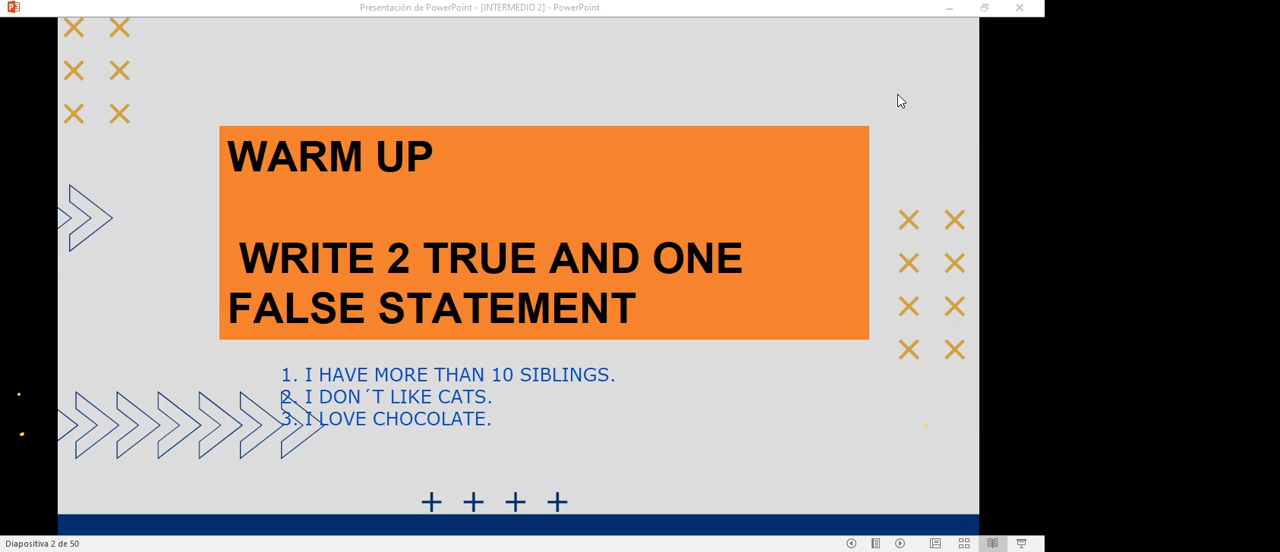 Presentación de PowerPoint - [INTERMEDIO 2] - PowerPoint
WARM UP
WRITE 2 TRUE AND ONE
FALSE STATEMENT
1. I HAVE MORE THAN 10 SIBLINGS.
2. I DON´T LIKE CATS.
3. I LOVE CHOCOLATE.
Diapositiva 2 de 50